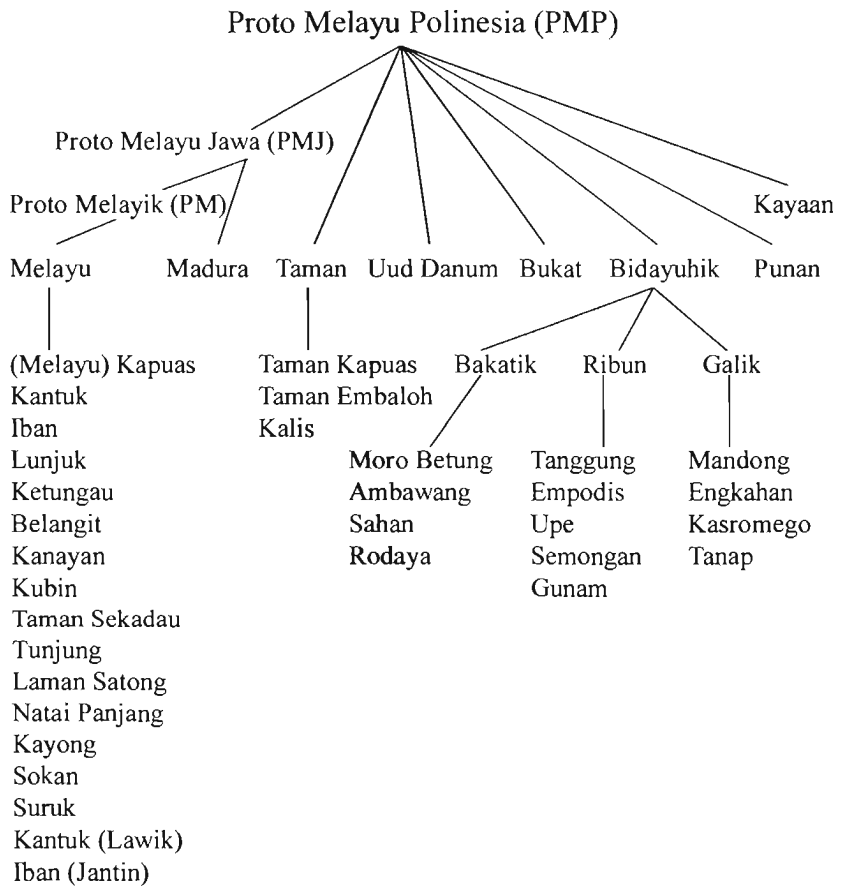 Proto Melayu Polinesia (PMP)
Proto Melayu Jawa (PMJ)
Proto Melayik (PM)
Kayaan
Melayu Madura Taman Uud Danum Bukat Bidayuhik Punan
(Melayu) Kapuas Taman Kapuas Bakatik Ribun Galik
Kantuk Taman Embaloh
Iban Kalis
Lunjuk Moro Betung Tanggung Mandong
Ketungau Ambawang Empodis Engkahan
Belangit Sahan Upe Kasromego
Kanayan Rodaya Semongan Tanap
Kubin Gunam
Taman Sekadau
Tunjung
Laman Satong
Natai Panjang
Kayong
Sokan
Suruk
Kantuk (Lawik)
Iban (Jantin)